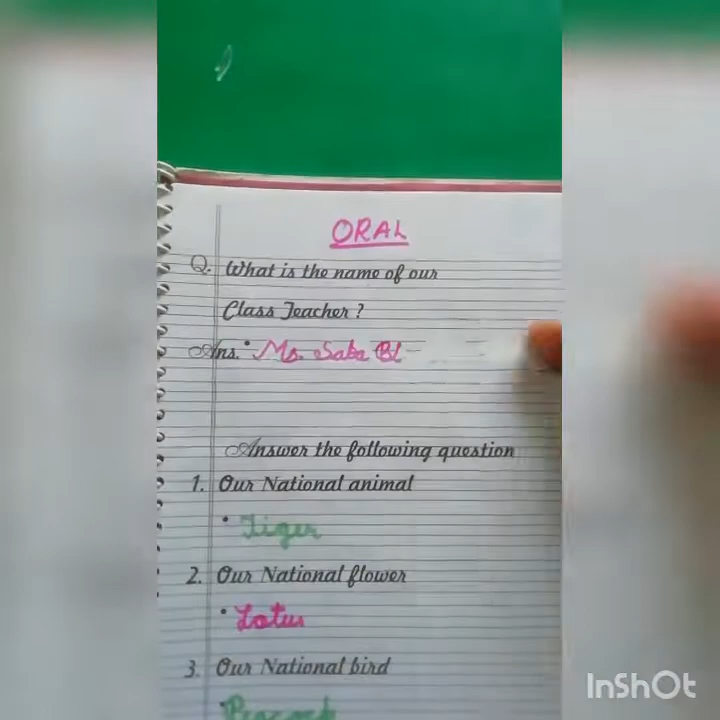 ORAL
Q. What is the name of our
Class Teacher ?
Ans. • Ms. Saba
Answer the following question
1. Our National animal
• Tiger
2. Our National flower
• Lotus
3. Our National bird
• Peacock
InShOt